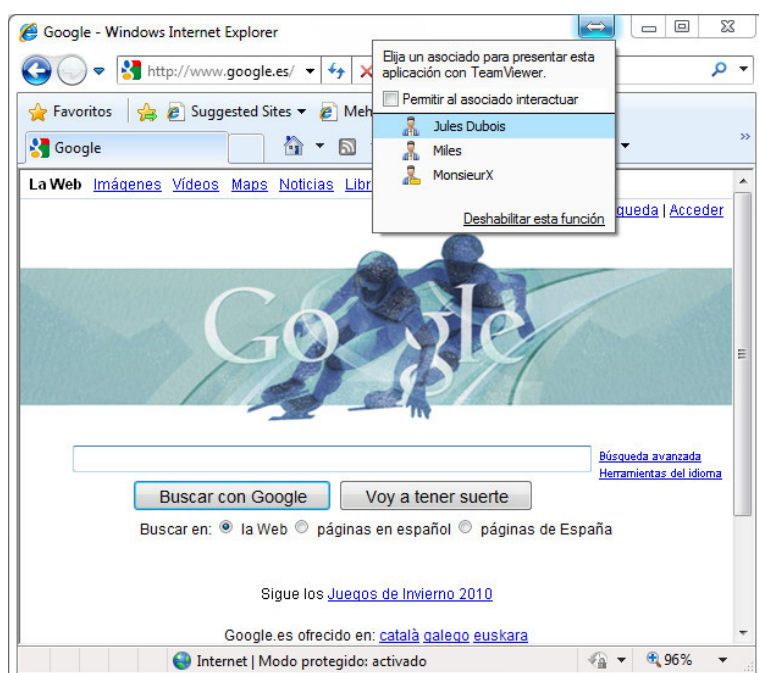 Google - Windows Internet Explorer
http://www.google.es/
Elija un asociado para presentar esta
aplicación con TeamViewer.
Permitir al asociado interactuar
Jules Dubois
Miles
MonsieurX
Deshabilitar esta función
Favoritos Suggested Sites
Google
La Web Imágenes Vídeos Maps Noticias
| Acceder
Google
Búsqueda avanzada
Herramientas del idioma
Buscar con Google Voy a tener suerte
Buscar en: la Web páginas en español páginas de España
Sigue los Juegos de Invierno 2010
Google.es ofrecido en: català galego euskara
Internet | Modo protegido: activado 96%